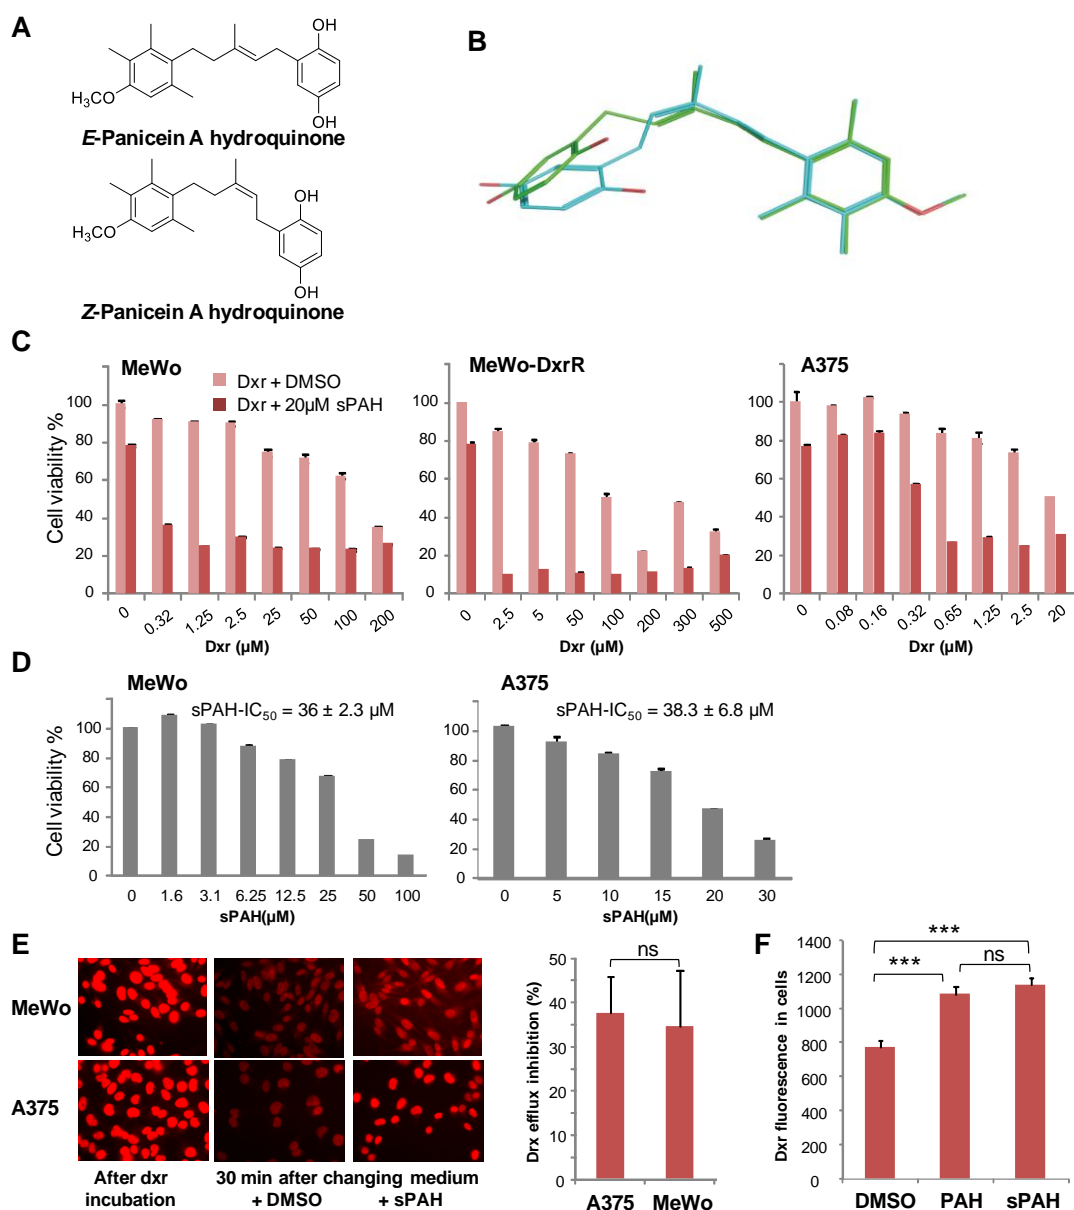 A
OH
H3CO
OH
E-Panicein A hydroquinone
OH
H3CO
OH
Z-Panicein A hydroquinone
B
C
MeWo
Dxr + DMSO
Dxr + 20µM sPAH
Cell viability %
100
80
60
40
20
0
0 0.32 1.25 2.5 25 50 100 200
Dxr (µM)
MeWo-DxrR
100
80
60
40
20
0
0 2.5 5 50 100 200 300 500
Dxr (µM)
A375
100
80
60
40
20
0
0 0.08 0.16 0.32 0.65 1.25 2.5 20
Dxr (µM)
D
MeWo
sPAH-IC50 = 36 ± 2.3 µM
Cell viability %
100
80
60
40
20
0
0 1.6 3.1 6.25 12.5 25 50 100
sPAH(µM)
A375
sPAH-IC50 = 38.3 ± 6.8 µM
100
80
60
40
20
0
0 5 10 15 20 30
sPAH(µM)
E
MeWo
A375
After dxr
incubation
30 min after changing medium
+ DMSO + sPAH
Drx efflux inhibition (%)
50
40
30
20
10
0
ns
A375 MeWo
F
Dxr fluorescence in cells
1400
1200
1000
800
600
400
200
0
***
***
ns
DMSO PAH sPAH